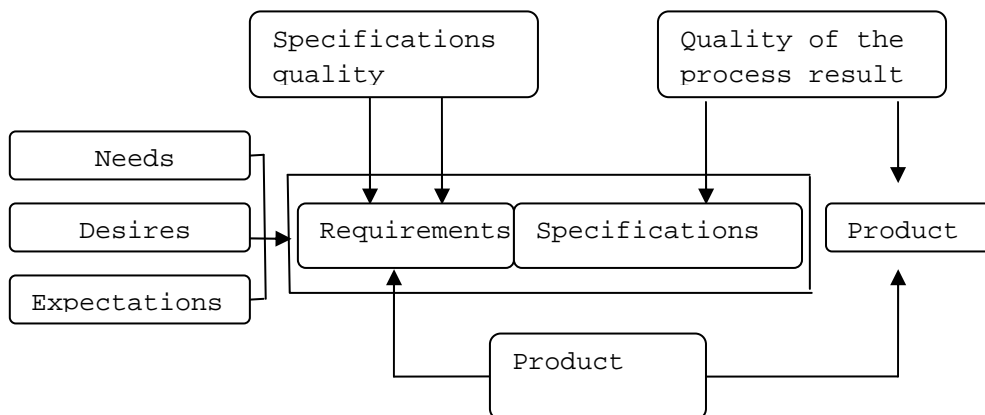 Specifications
quality
Quality of the
process result
Needs
Desires
Expectations
Requirements
Specifications
Product
Product